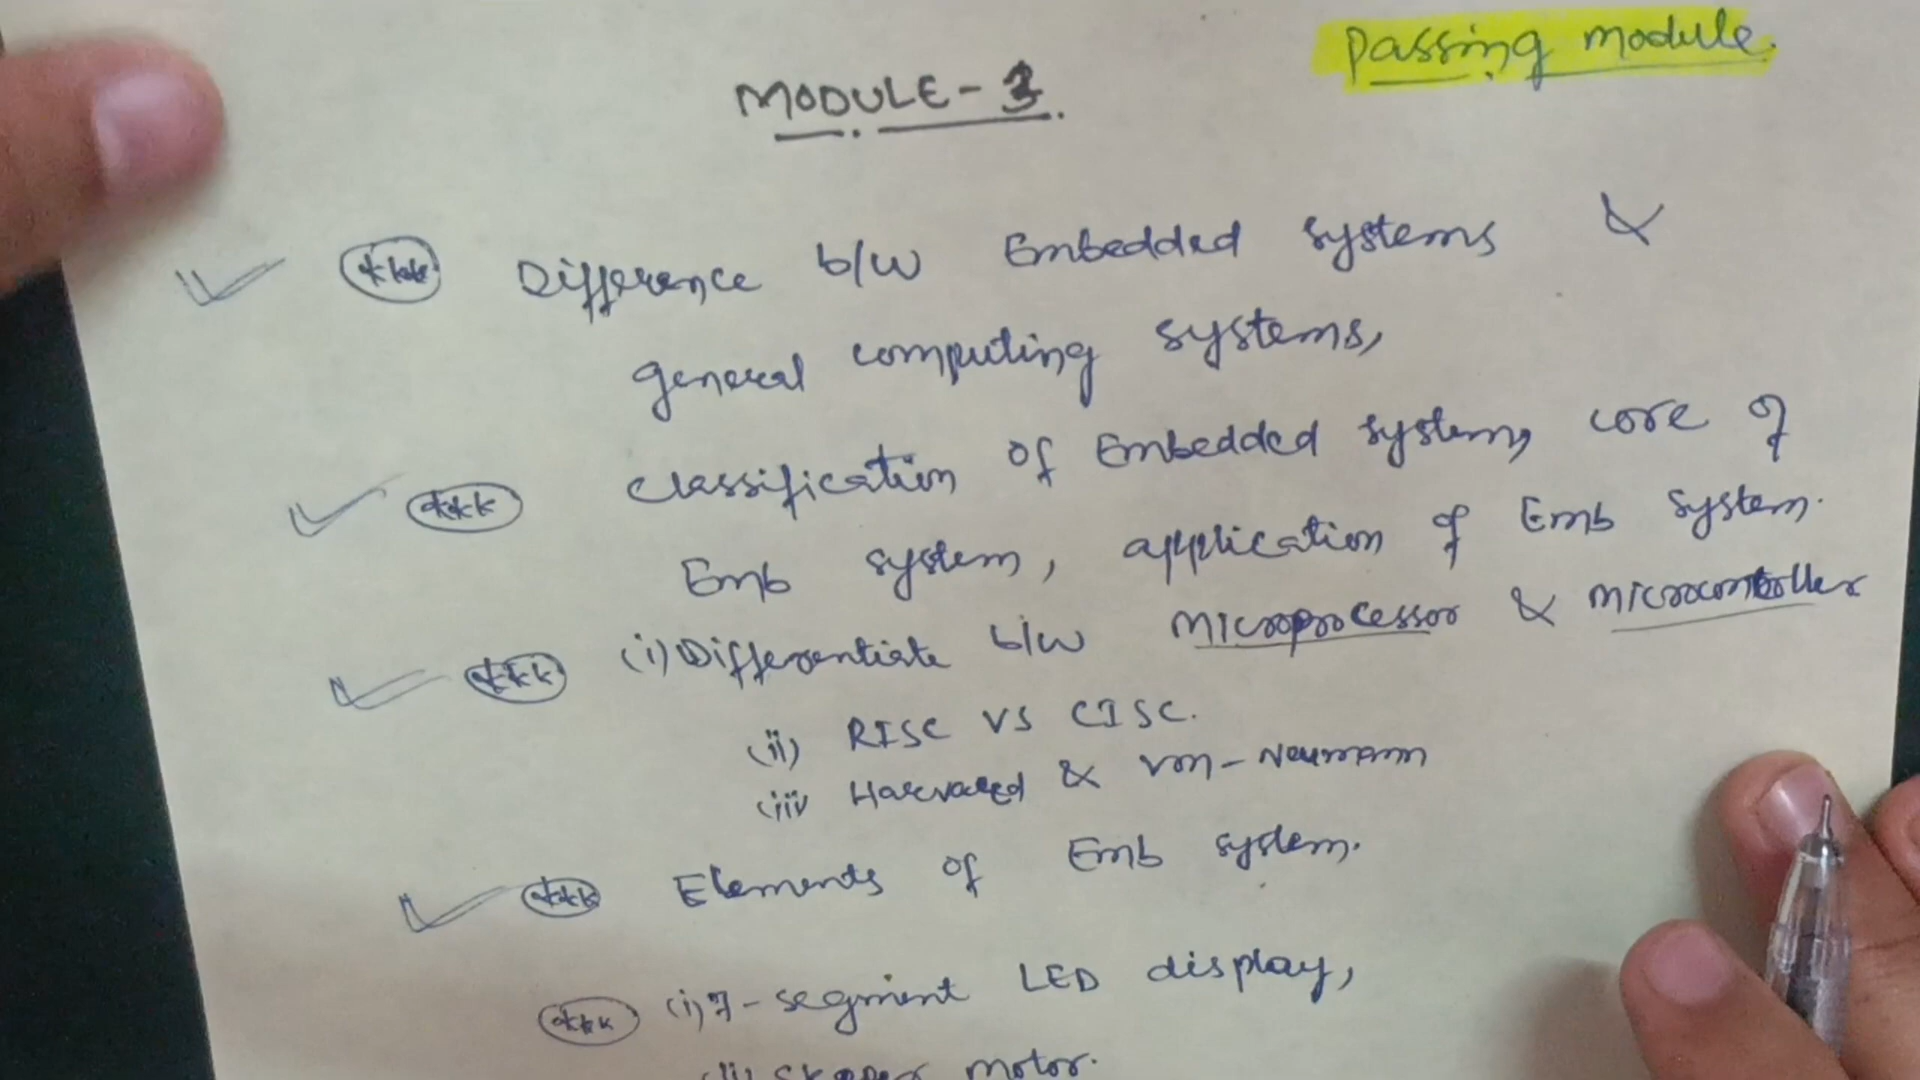 Passing module.
MODULE-3
*** Difference b/w Embedded systems &
general computing systems,
*** classification of Embedded system, core of
Emb system, application of Emb system.
*** (i) Differentiate b/w microprocessor & microcontroller
(ii) RISC VS CISC.
(iii) Harvard & von-Neumann
*** Elements of Emb system.
*** (i) 7-segment LED display,
(ii) motor.